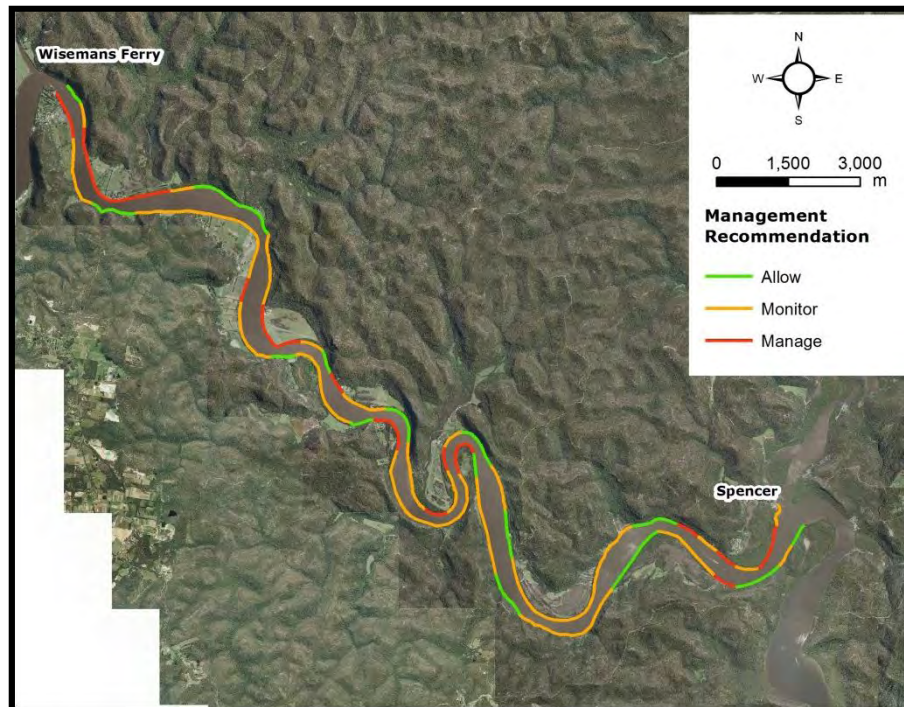 Wisemans Ferry
N
W E
S
0 1,500 3,000
m
Management
Recommendation
Allow
Monitor
Manage
Spencer